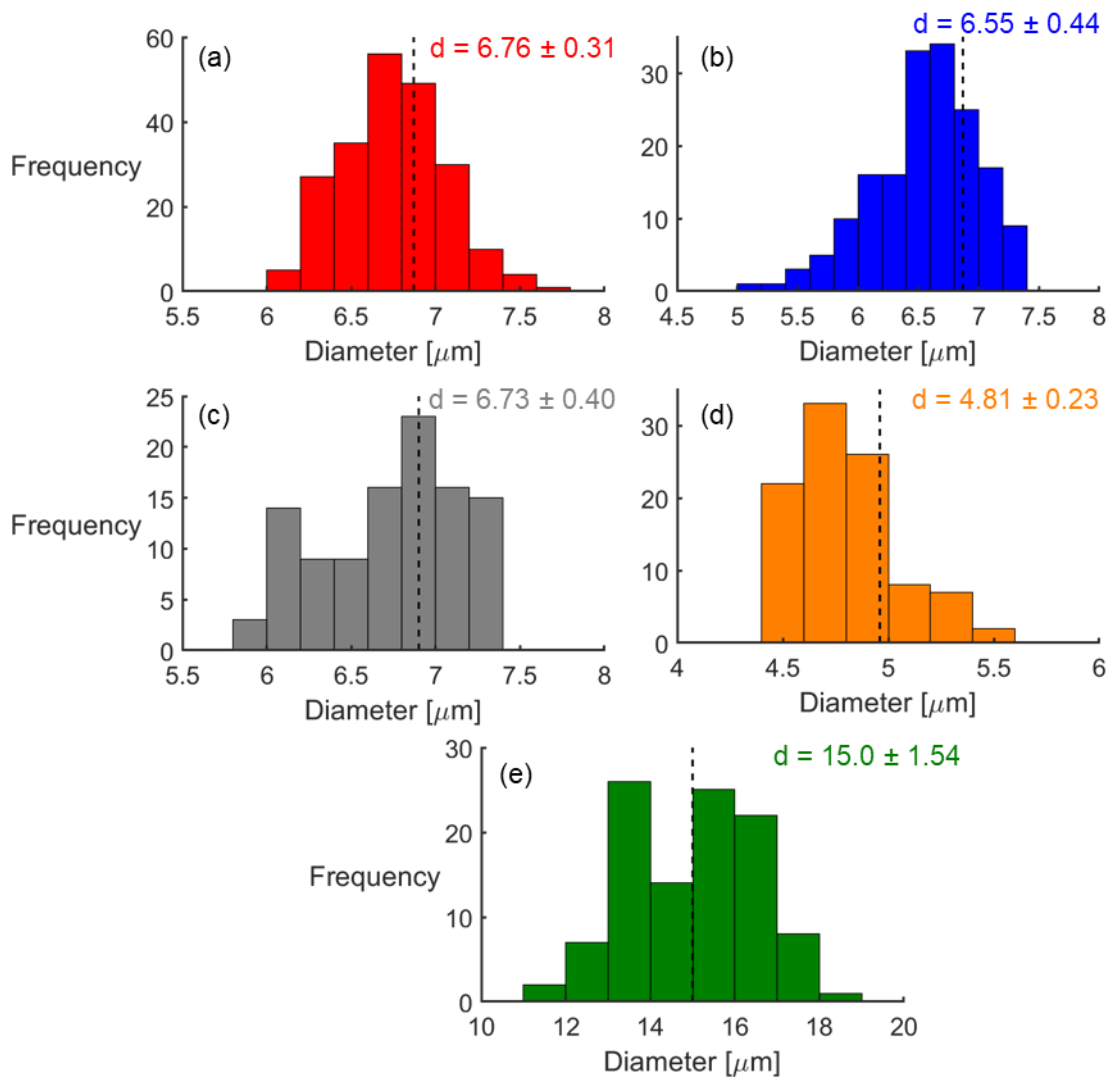 (a)
d = 6.76 ± 0.31
60
40
20
0
Frequency
5.5 6 6.5 7 7.5 8
Diameter [μm]
(b)
d = 6.55 ± 0.44
30
20
10
0
4.5 5 5.5 6 6.5 7 7.5 8
Diameter [μm]
(c)
d = 6.73 ± 0.40
25
20
15
10
5
0
Frequency
5.5 6 6.5 7 7.5 8
Diameter [μm]
(d)
d = 4.81 ± 0.23
30
20
10
0
4 4.5 5 5.5 6
Diameter [μm]
(e)
d = 15.0 ± 1.54
30
20
10
0
Frequency
10 12 14 16 18 20
Diameter [μm]